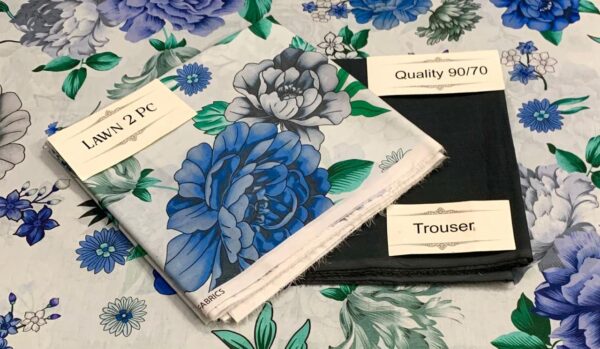 LAWN 2 Pc
Quality 90/70
Trouser
FABRICS